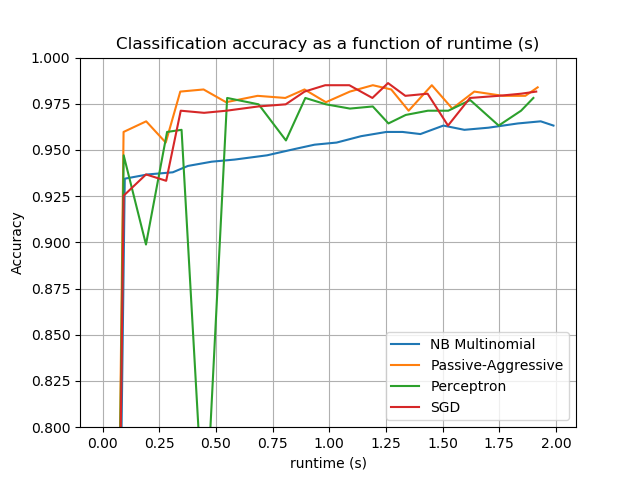 Classification accuracy as a function of runtime (s)
1.000
0.975
0.950
0.925
0.900
0.875
0.850
0.825
0.800
Accuracy
NB Multinomial
Passive-Aggressive
Perceptron
SGD
0.00 0.25 0.50 0.75 1.00 1.25 1.50 1.75 2.00
runtime (s)